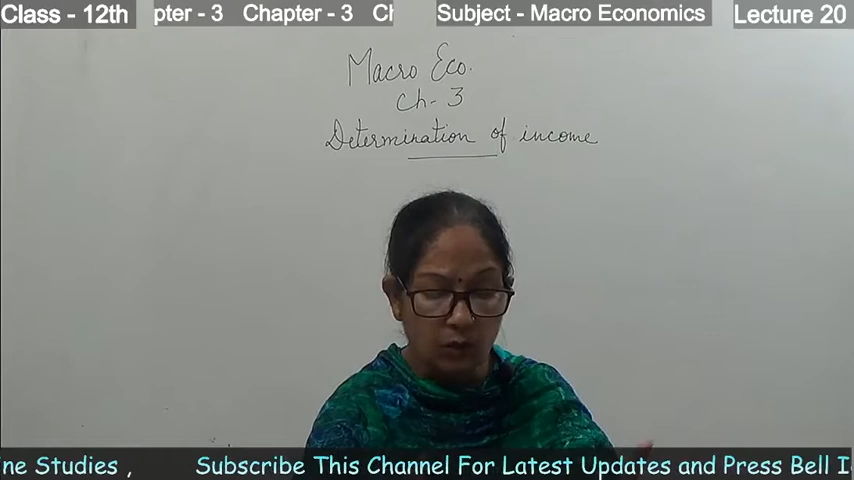 Class - 12th pter - 3 Chapter - 3 Subject - Macro Economics Lecture 20
Macro Eco.
Ch- 3
Determination of income
Studies , Subscribe This Channel For Latest Updates and Press Bell